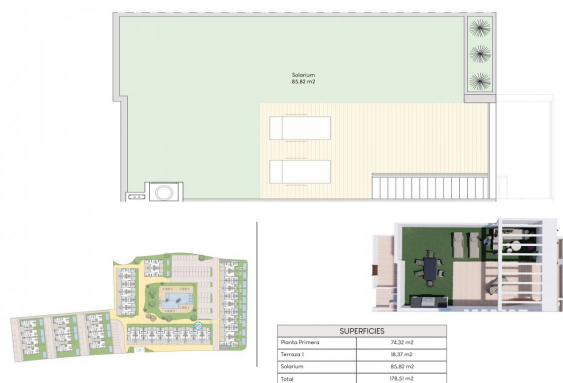 Solarium
85.82 m2
SUPERFICIES
Planta Primera 74,32 m2
Terraza 1 18,37 m2
Solarium 85,82 m2
Total 178,51 m2